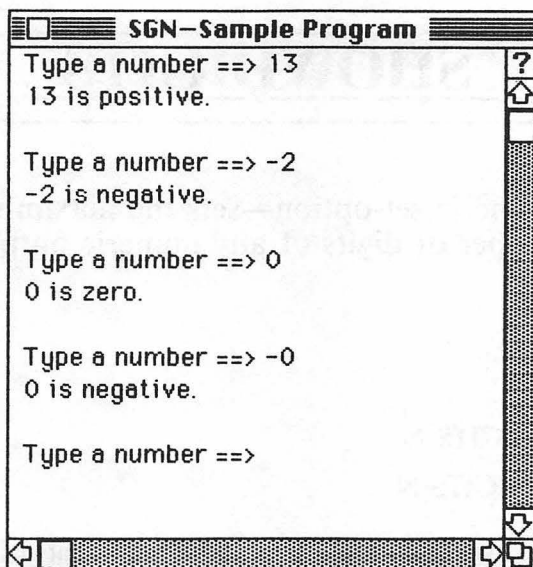 SGN—Sample Program
Type a number ==> 13
13 is positive.
Type a number ==> -2
-2 is negative.
Type a number ==> 0
0 is zero.
Type a number ==> -0
0 is negative.
Type a number ==>
?